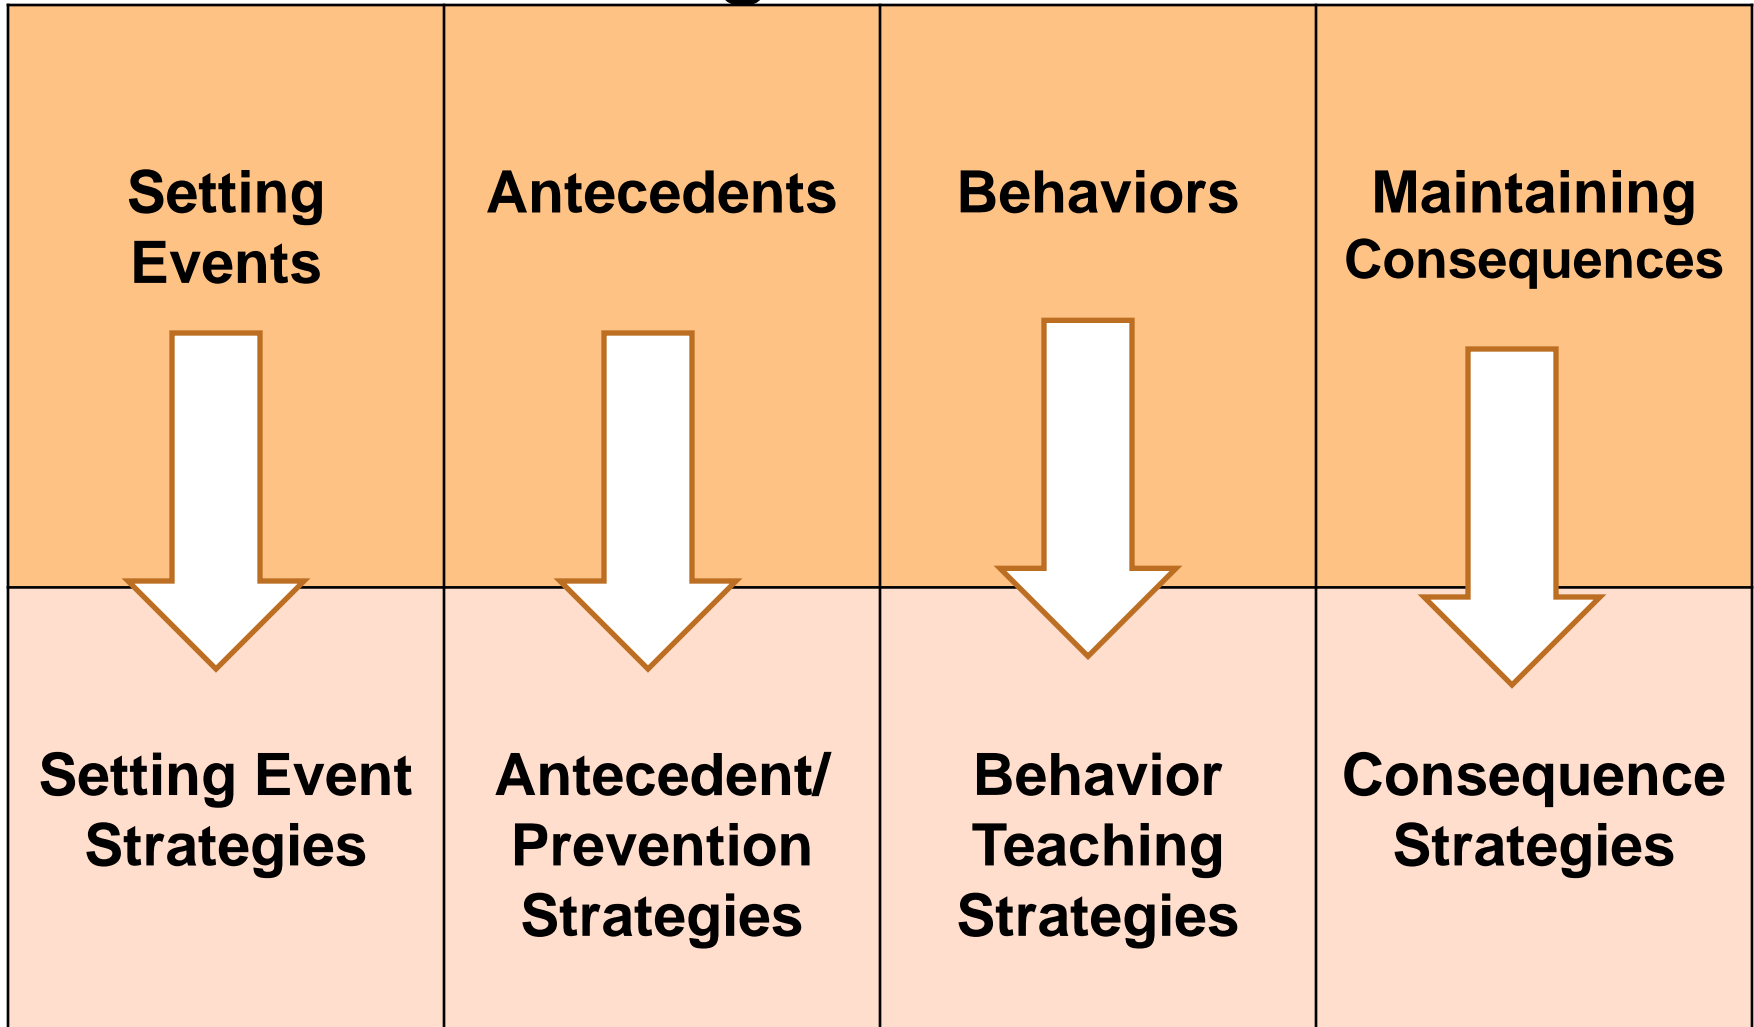 Setting
Events
Antecedents
Behaviors
Maintaining
Consequences
Setting Event
Strategies
Antecedent/
Prevention
Strategies
Behavior
Teaching
Strategies
Consequence
Strategies